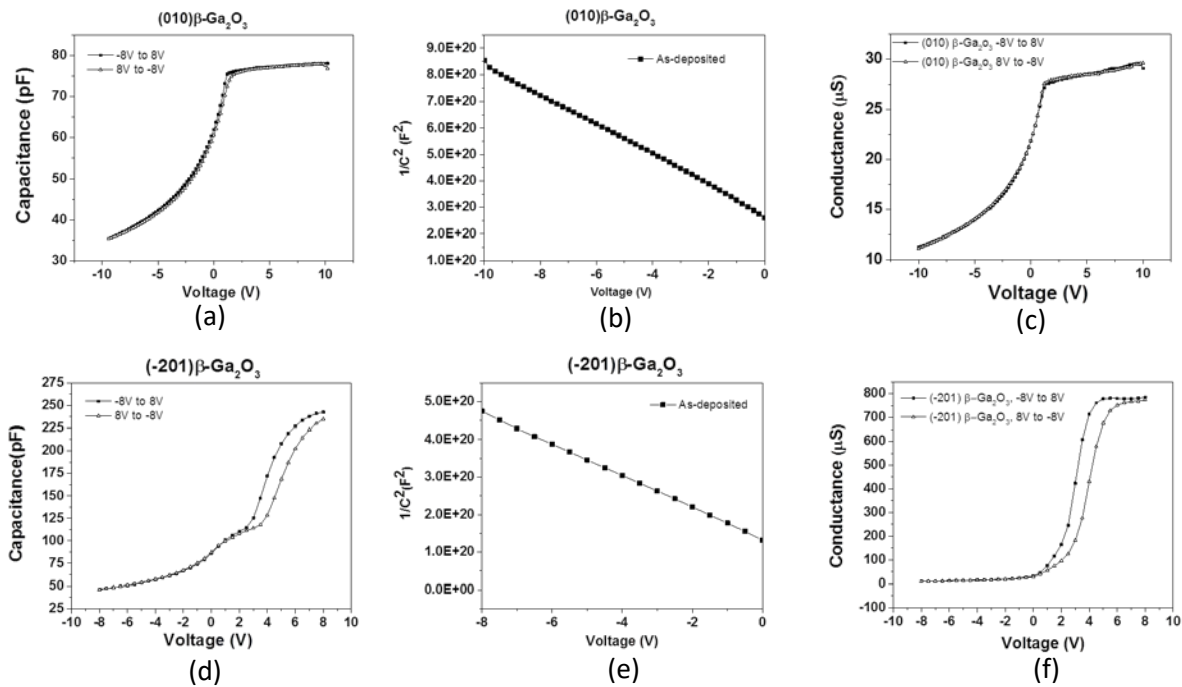 (010)β-Ga₂O₃
-8V to 8V
8V to -8V
Capacitance (pF)
80
70
60
50
40
30
-10
-5
0
5
10
Voltage (V)
(a)
(010)β-Ga₂O₃
As-deposited
1/C² (F²)
9.0E+20
8.0E+20
7.0E+20
6.0E+20
5.0E+20
4.0E+20
3.0E+20
2.0E+20
1.0E+20
-10
-8
-6
-4
-2
0
Voltage (V)
(b)
(010) β-Ga₂o₃ -8V to 8V
(010) β-Ga₂o₃ 8V to -8V
Conductance (μS)
30
25
20
15
10
-10
-5
0
5
10
Voltage (V)
(c)
(-201)β-Ga₂O₃
-8V to 8V
8V to -8V
Capacitance(pF)
275
250
225
200
175
150
125
100
75
50
25
-10
-8
-6
-4
-2
0
2
4
6
8
10
Voltage (V)
(d)
(-201)β-Ga₂O₃
As-deposited
1/C²(F²)
5.0E+20
4.0E+20
3.0E+20
2.0E+20
1.0E+20
0.0E+00
-8
-6
-4
-2
0
Voltage (V)
(e)
(-201) β-Ga₂O₃, -8V to 8V
(-201) β-Ga₂O₃, 8V to -8V
Conductance (μS)
800
700
600
500
400
300
200
100
0
-100
-10
-8
-6
-4
-2
0
2
4
6
8
10
Voltage (V)
(f)